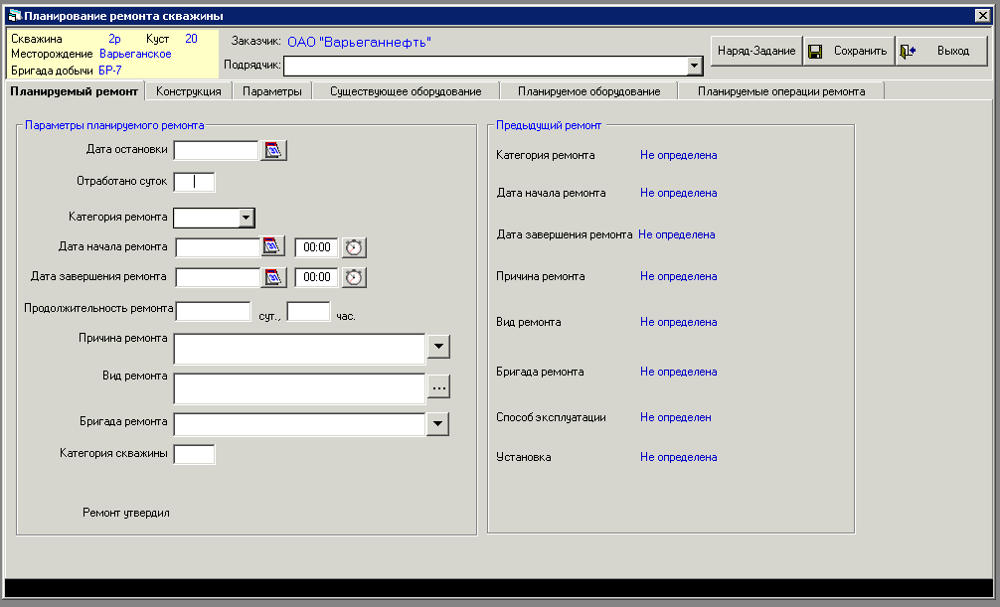 Планирование ремонта скважины
Скважина 2р Куст 20
Месторождение Варьеганское
Бригада добычи БР-7
Заказчик: ОАО "Варьеганнефть"
Подрядчик:
Наряд-Задание Сохранить Выход
Планируемый ремонт Конструкция Параметры Существующее оборудование Планируемое оборудование Планируемые операции ремонта
Параметры планируемого ремонта
Дата остановки
Отработано суток
Категория ремонта
Дата начала ремонта 00:00
Дата завершения ремонта 00:00
Продолжительность ремонта сут., час.
Причина ремонта
Вид ремонта ...
Бригада ремонта
Категория скважины
Ремонт утвердил
Предыдущий ремонт
Категория ремонта Не определена
Дата начала ремонта Не определена
Дата завершения ремонта Не определена
Причина ремонта Не определена
Вид ремонта Не определена
Бригада ремонта Не определена
Способ эксплуатации Не определен
Установка Не определена